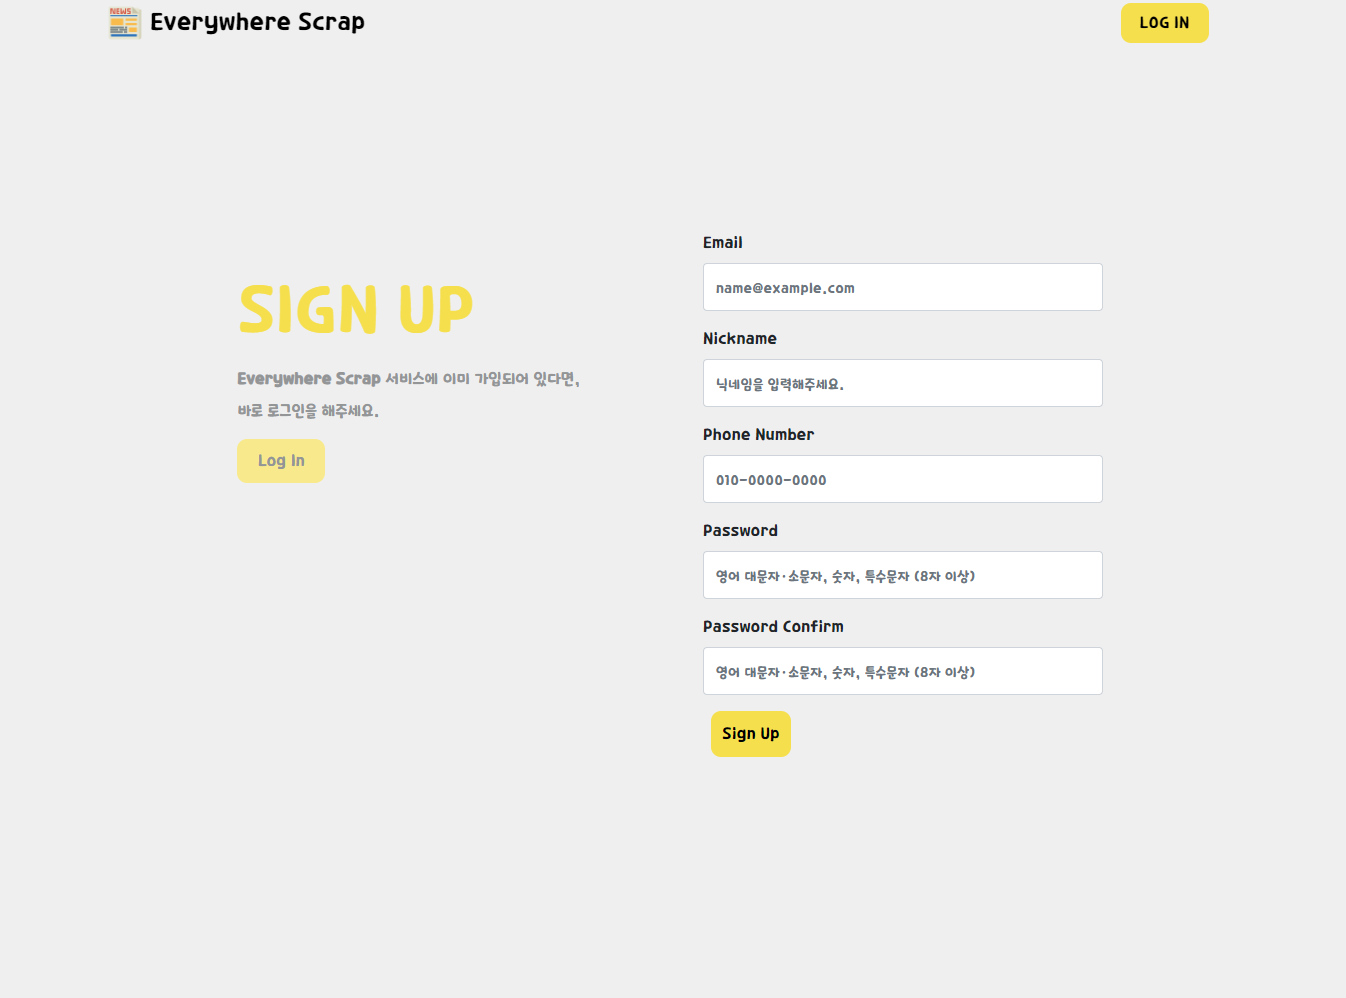 NEWS
Everywhere Scrap
LOG IN
SIGN UP
Everywhere Scrap 서비스에 이미 가입되어 있다면,
바로 로그인을 해주세요.
Log In
Email
name@example.com
Nickname
닉네임을 입력해주세요.
Phone Number
010-0000-0000
Password
영어 대문자·소문자, 숫자, 특수문자 (8자 이상)
Password Confirm
영어 대문자·소문자, 숫자, 특수문자 (8자 이상)
Sign Up